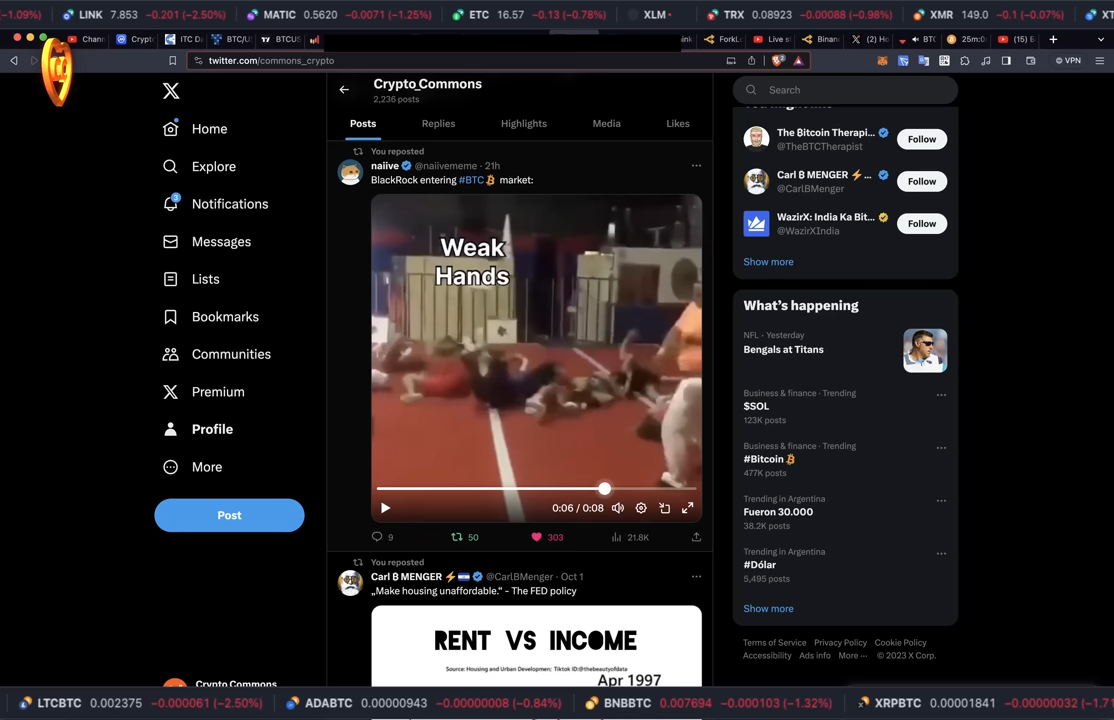 -1.09%) LINK 7.853 −0.201 (−2.50%) MATIC 0.5620 −0.0071 (−1.25%) ETC 16.57 −0.13 (−0.78%) XLM TRX 0.08923 −0.00088 (−0.98%) XMR 149.0 −0.1 (−0.07%) XT
Chann Crypt ITC D BTC/U BTCUS ForkL Live s Binan (2) Ho BTC 25m:0 (15) E
twitter.com/commons_crypto VPN
Crypto Commons
2,236 posts
Posts Replies Highlights Media Likes
Home
Explore
3
Notifications
Messages
Lists
Bookmarks
Communities
Premium
Profile
More
Post
Crypto Commons
You reposted
naiive @naiivememe · 21h
BlackRock entering #BTC market:
Weak
Hands
0:06 / 0:08
9 50 303 21.8K
You reposted
Carl ₿ MENGER @CarlBMenger · Oct 1
„Make housing unaffordable.“ - The FED policy
RENT VS INCOME
Source: Housing and Urban Developmen; Tiktok ID:@thebeautyofdata
Apr 1997
Search
The Bitcoin Therapi... Follow
@TheBTCTherapist
Carl ₿ MENGER ... Follow
@CarlBMenger
WazirX: India Ka Bit... Follow
@WazirXIndia
Show more
What’s happening
NFL · Yesterday
Bengals at Titans
Business & finance · Trending
$SOL
123K posts
Business & finance · Trending
#Bitcoin
477K posts
Trending in Argentina
Fueron 30.000
38.2K posts
Trending in Argentina
#Dólar
5,495 posts
Show more
Terms of Service Privacy Policy Cookie Policy
Accessibility Ads info More ··· © 2023 X Corp.
LTCBTC 0.002375 −0.000061 (−2.50%) ADABTC 0.00000943 −0.00000008 (−0.84%) BNBBTC 0.007694 −0.000103 (−1.32%) XRPBTC 0.00001841 −0.00000032 (−1.7